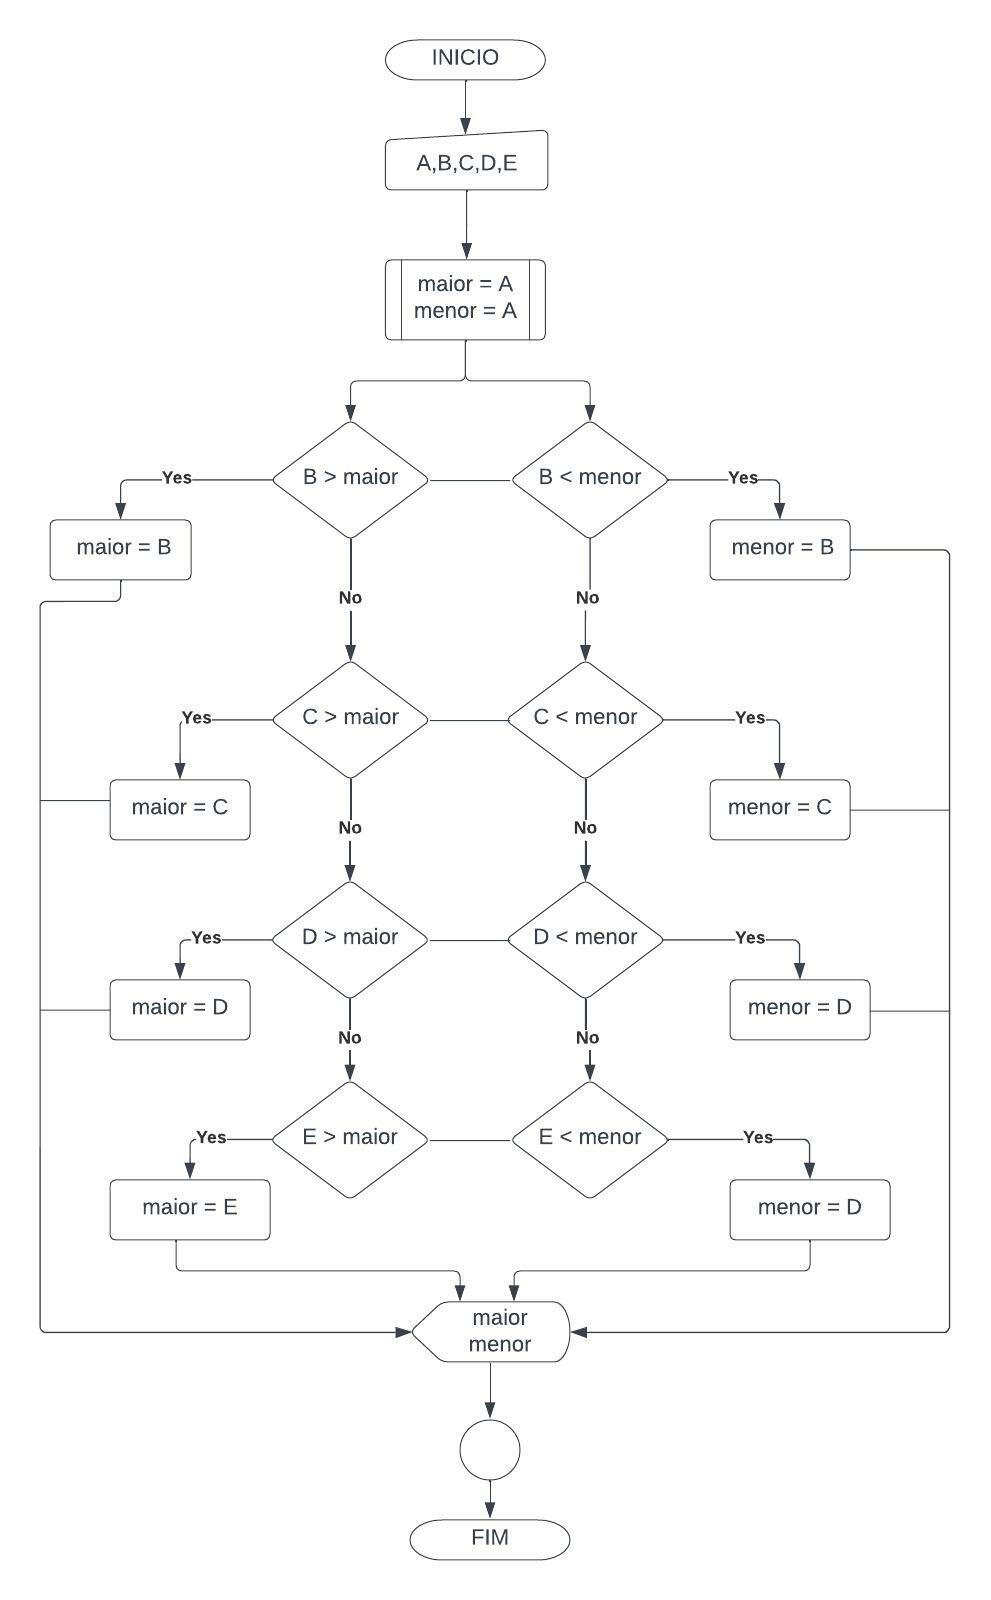 INICIO
A,B,C,D,E
maior = A
menor = A
B > maior
B < menor
Yes
Yes
maior = B
menor = B
No
No
C > maior
C < menor
Yes
Yes
maior = C
menor = C
No
No
D > maior
D < menor
Yes
Yes
maior = D
menor = D
No
No
E > maior
E < menor
Yes
Yes
maior = E
menor = D
maior
menor
FIM